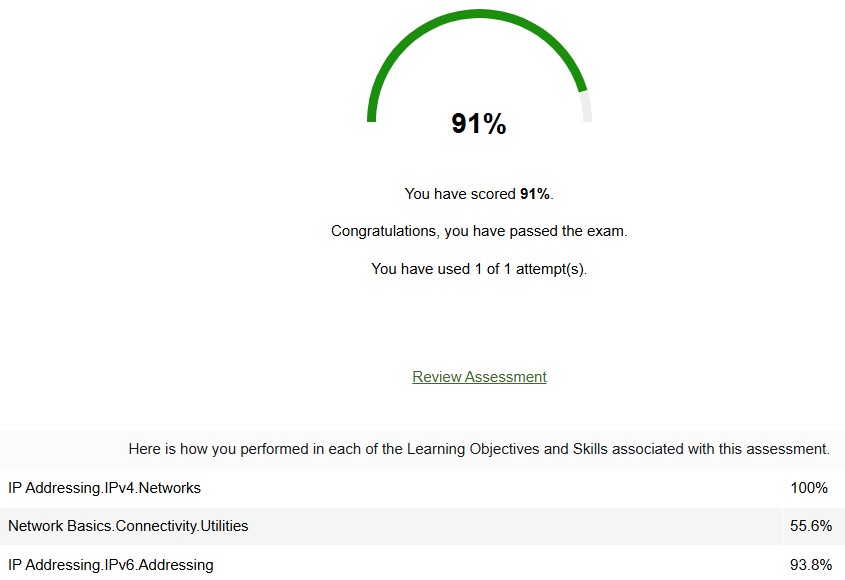 91%
You have scored 91%.
Congratulations, you have passed the exam.
You have used 1 of 1 attempt(s).
Review Assessment
Here is how you performed in each of the Learning Objectives and Skills associated with this assessment.
IP Addressing.IPv4.Networks 100%
Network Basics.Connectivity.Utilities 55.6%
IP Addressing.IPv6.Addressing 93.8%